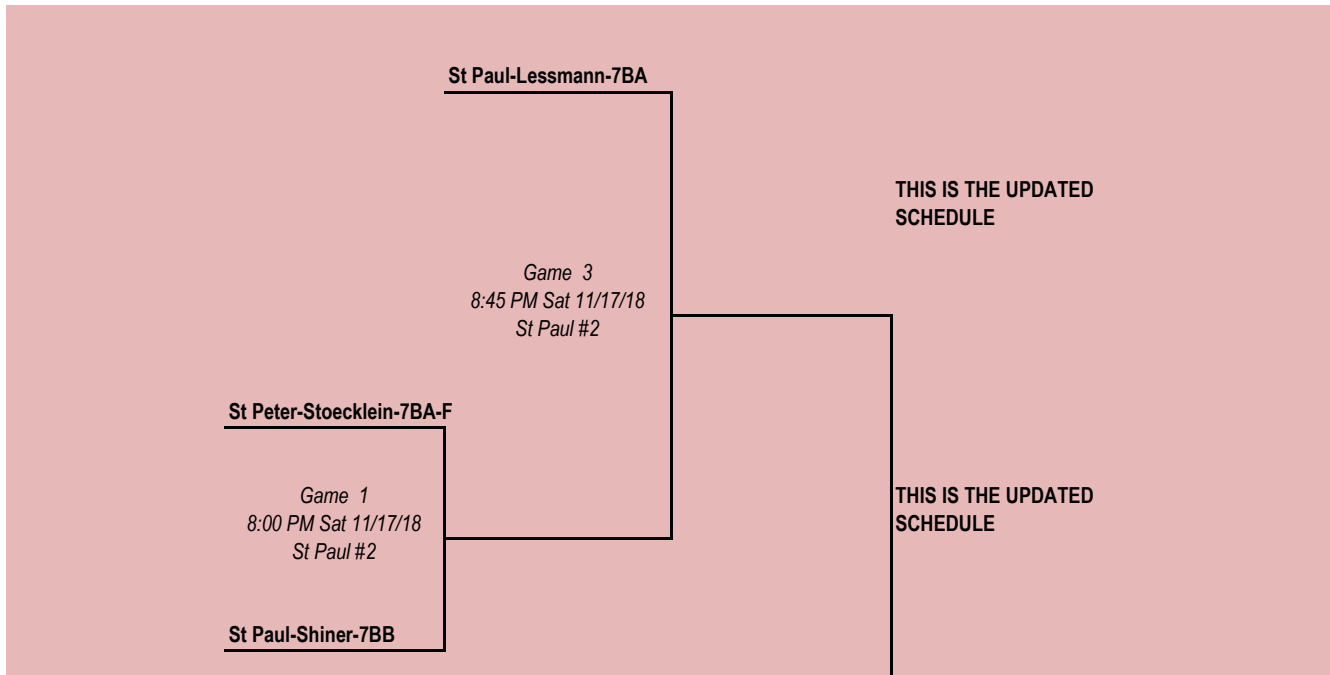 St Paul-Lessmann-7BA
THIS IS THE UPDATED
SCHEDULE
Game 3
8:45 PM Sat 11/17/18
St Paul #2
St Peter-Stoecklein-7BA-F
Game 1
8:00 PM Sat 11/17/18
St Paul #2
THIS IS THE UPDATED
SCHEDULE
St Paul-Shiner-7BB